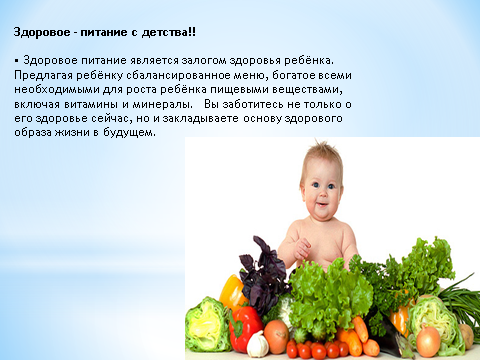 Здоровое - питание с детства!!
• Здоровое питание является залогом здоровья ребёнка.
Предлагая ребёнку сбалансированное меню, богатое всеми
необходимыми для роста ребёнка пищевыми веществами,
включая витамины и минералы. Вы заботитесь не только о
его здоровье сейчас, но и закладываете основу здорового
образа жизни в будущем.